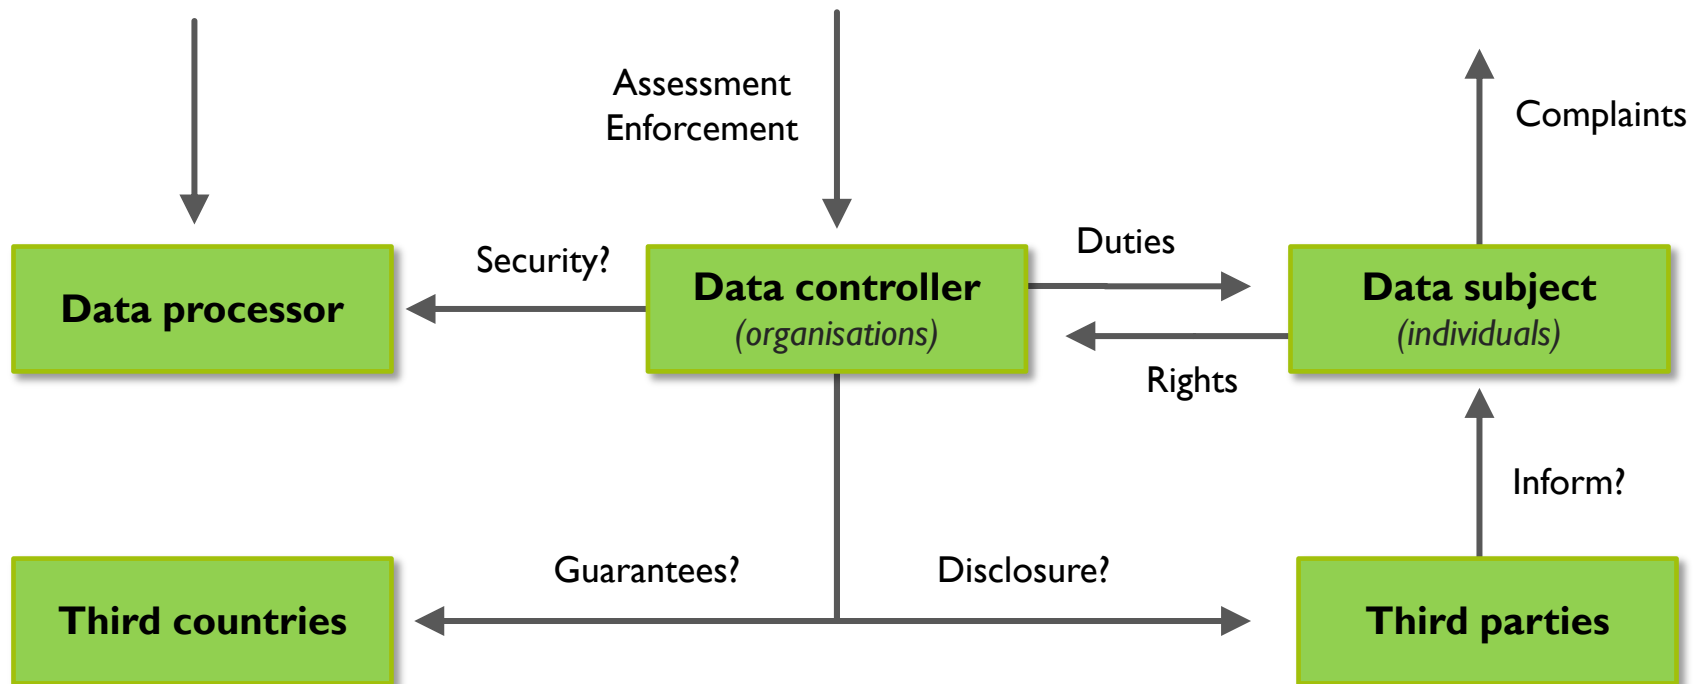 Assessment
Enforcement
Complaints
Duties
Security?
Data processor
Data controller
(organisations)
Data subject
(individuals)
Rights
Inform?
Guarantees?
Disclosure?
Third countries
Third parties